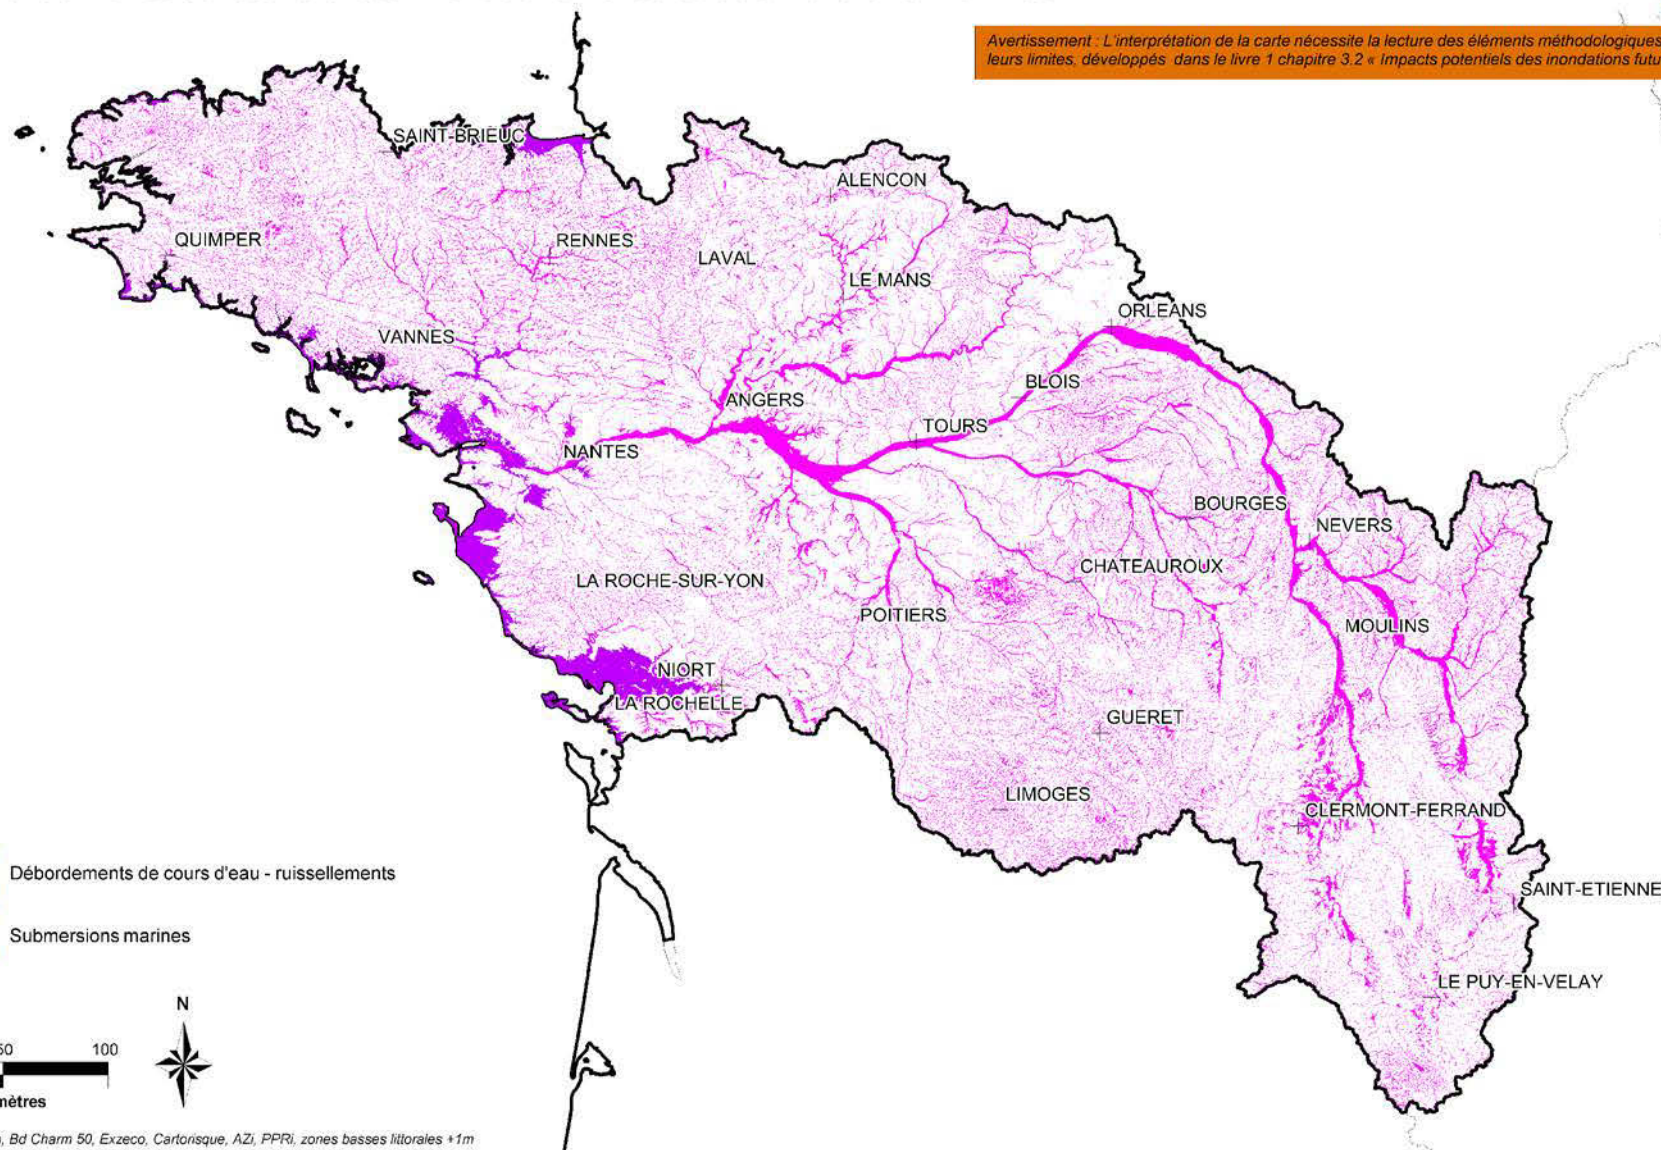 Avertissement : L'interprétation de la carte nécessite la lecture des éléments méthodologiques
leurs limites, développés dans le livre 1 chapitre 3.2 « Impacts potentiels des inondations
SAINT-BRIEUC
ALENCON
QUIMPER
RENNES
LAVAL
LE MANS
ORLEANS
VANNES
BLOIS
ANGERS
TOURS
NANTES
BOURGES
NEVERS
CHATEAUROUX
LA ROCHE-SUR-YON
POITIERS
MOULINS
NIORT
LA ROCHELLE
GUERET
LIMOGES
CLERMONT-FERRAND
SAINT-ETIENNE
LE PUY-EN-VELAY
Débordements de cours d'eau - ruissellements
Submersions marines
N
100
Bd Charm 50, Exzeco, Cartorisque, AZi, PPRi, zones basses littorales +1m